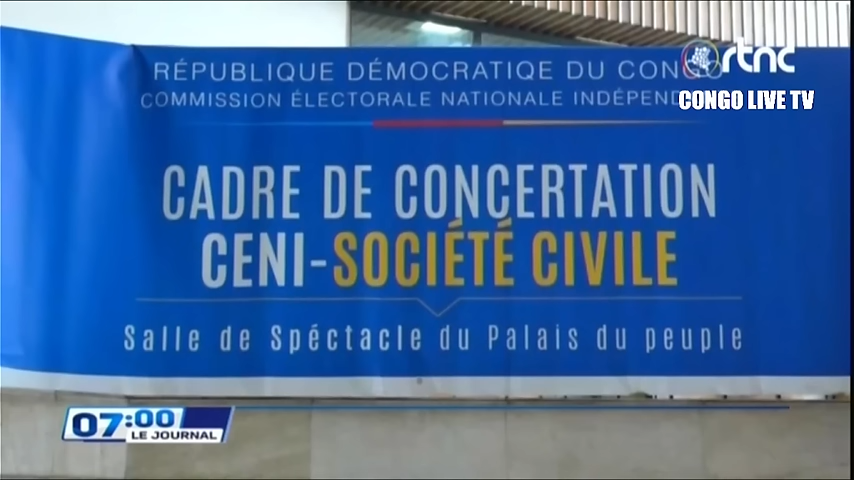 RÉPUBLIQUE DÉMOCRATIQE DU CONGO
rtnc
COMMISSION ÉLECTORALE NATIONALE
CONGO LIVE TV
CADRE DE CONCERTATION
CENI-SOCIÉTÉ CIVILE
Salle de Spéctacle du Palais du peuple
07:00
LE JOURNAL